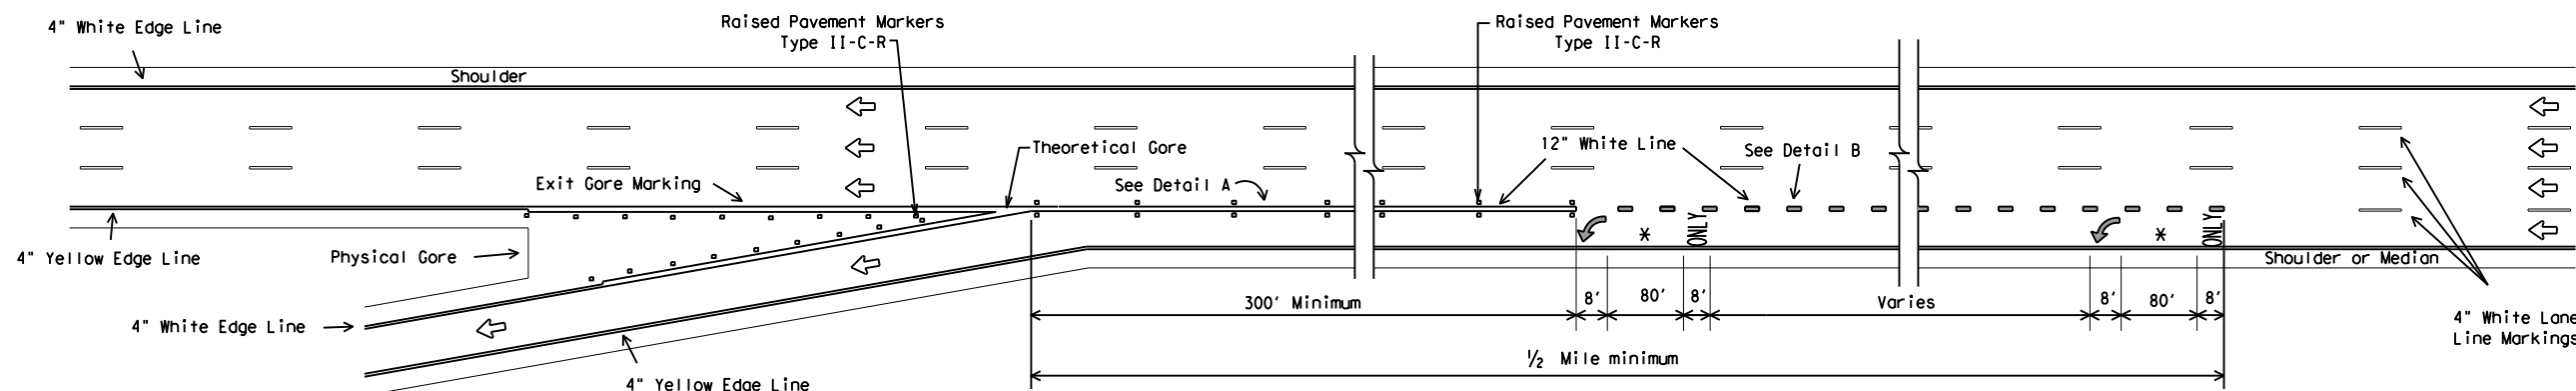 4" White Edge Line
Raised Pavement Markers
Type II-C-R
Raised Pavement Markers
Type II-C-R
Shoulder
Theoretical Gore
12" White Line
See Detail B
Exit Gore Marking
See Detail A
ONLY
ONLY
4" Yellow Edge Line
Physical Gore
Shoulder or Median
300' Minimum
8'
80'
8'
Varies
8'
80'
8'
4" White Edge Line
4" White Lane
Line Markings
1/2 Mile minimum
4" Yellow Edge Line